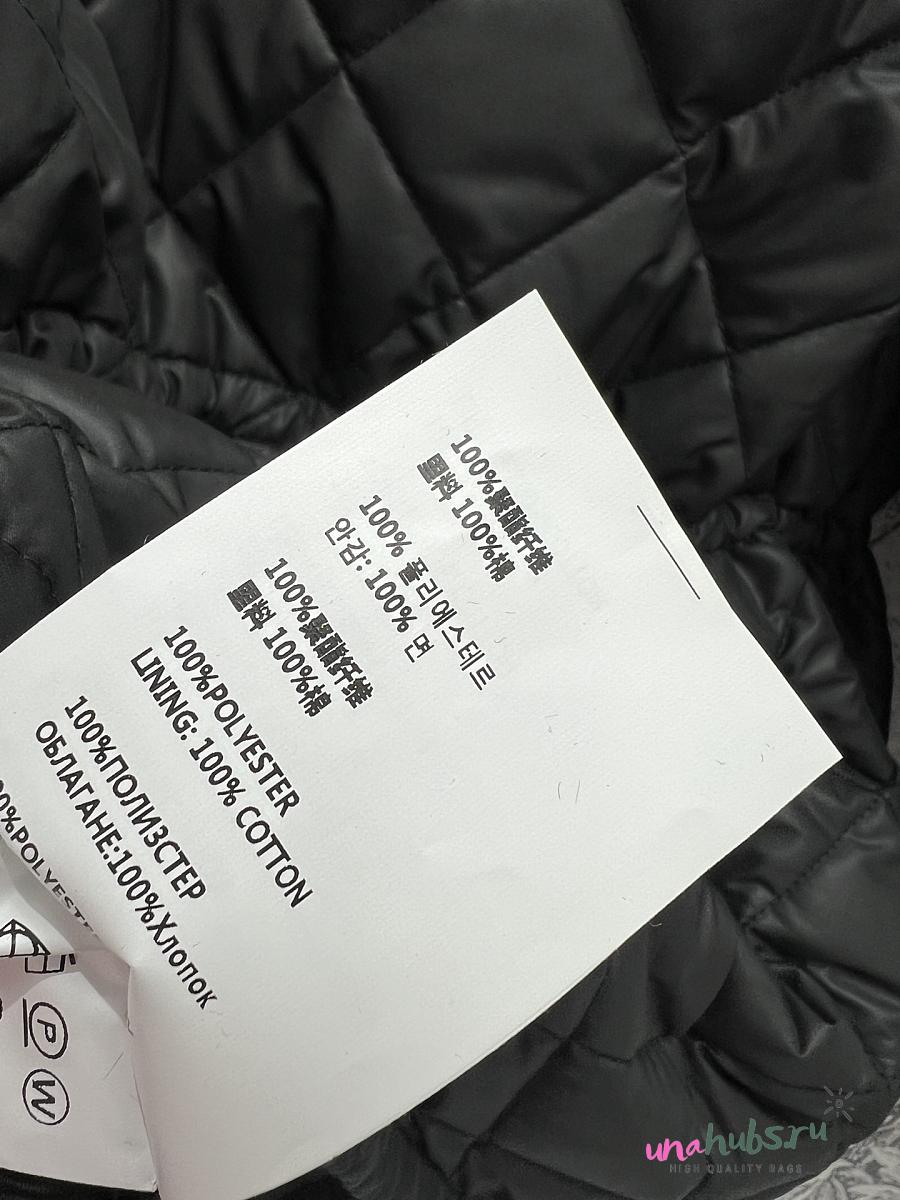 100%聚酯纤维
里料 100%棉
100% 폴리에스테르
안감: 100% 면
100%聚酯纤维
里料 100%棉
100%POLYESTER
LINING: 100% COTTON
100%ПОЛИЗСТЕР
ОБЛАГАНЕ:100%Хлопок
0%POLYESTE
P
W
unahubs.ru
HIGH QUALITY BAGS